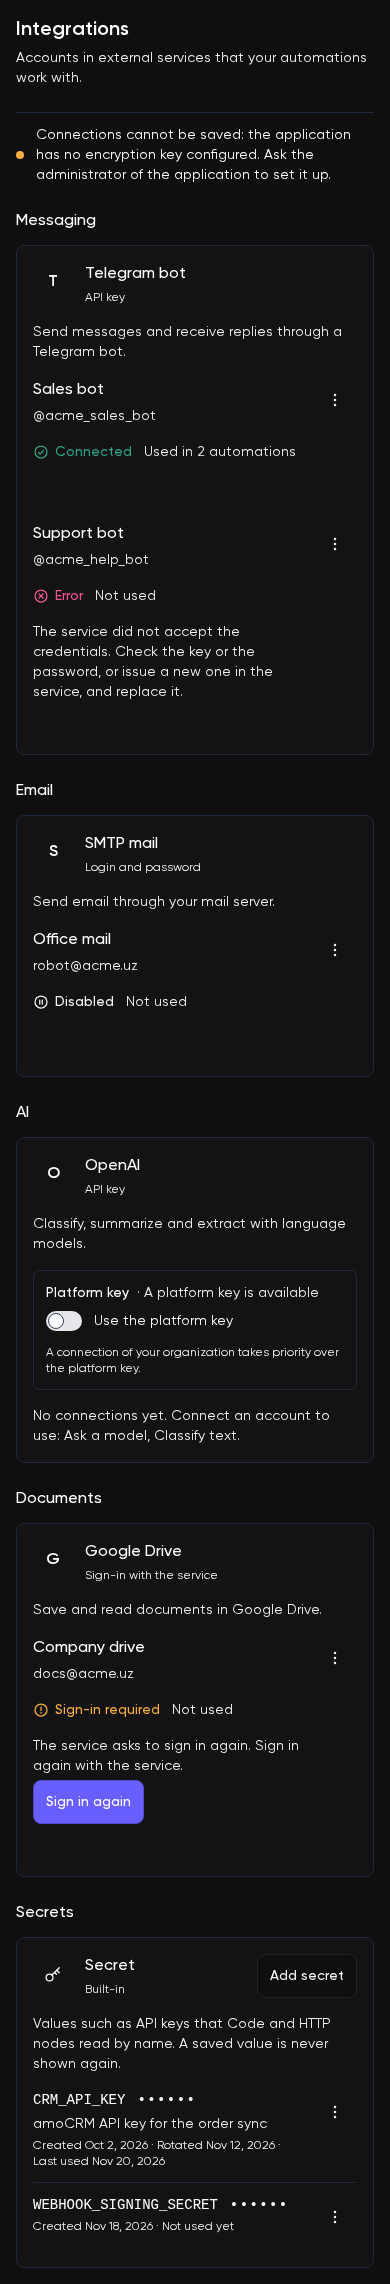 Integrations
Accounts in external services that your automations
work with.
Connections cannot be saved: the application
has no encryption key configured. Ask the
administrator of the application to set it up.
Messaging
T
Telegram bot
API key
Send messages and receive replies through a
Telegram bot.
Sales bot
@acme_sales_bot
Connected Used in 2 automations
Support bot
@acme_help_bot
Error Not used
The service did not accept the
credentials. Check the key or the
password, or issue a new one in the
service, and replace it.
Email
S
SMTP mail
Login and password
Send email through your mail server.
Office mail
robot@acme.uz
Disabled Not used
AI
O
OpenAI
API key
Classify, summarize and extract with language
models.
Platform key · A platform key is available
Use the platform key
A connection of your organization takes priority over
the platform key.
No connections yet. Connect an account to
use: Ask a model, Classify text.
Documents
G
Google Drive
Sign-in with the service
Save and read documents in Google Drive.
Company drive
docs@acme.uz
Sign-in required Not used
The service asks to sign in again. Sign in
again with the service.
Sign in again
Secrets
Secret
Built-in
Add secret
Values such as API keys that Code and HTTP
nodes read by name. A saved value is never
shown again.
CRM_API_KEY ••••••
amoCRM API key for the order sync
Created Oct 2, 2026 · Rotated Nov 12, 2026 ·
Last used Nov 20, 2026
WEBHOOK_SIGNING_SECRET ••••••
Created Nov 18, 2026 · Not used yet